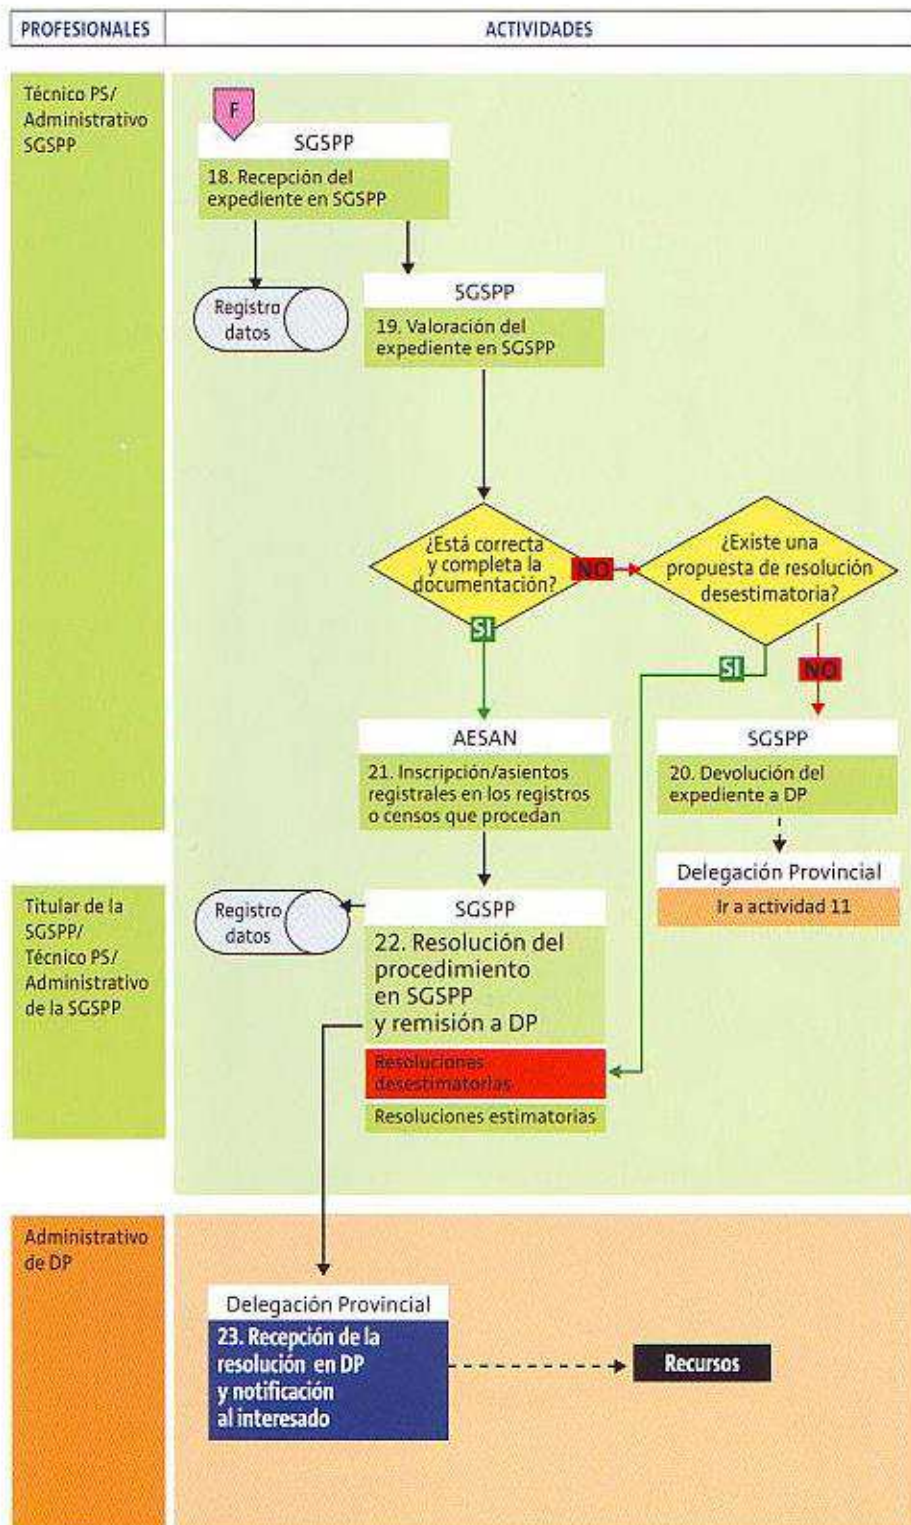 PROFESIONALES
ACTIVIDADES
Técnico PS/
Administrativo
SGSPP
F
SGSPP
18. Recepción del
expediente en SGSPP
Registro
datos
SGSPP
19. Valoración del
expediente en SGSPP
¿Está correcta
y completa la
documentación?
NO
¿Existe una
propuesta de resolución
desestimatoria?
SI
SI
NO
AESAN
21. Inscripción/asientos
registrales en los registros
o censos que procedan
SGSPP
20. Devolución del
expediente a DP
Delegación Provincial
Ir a actividad 11
Titular de la
SGSPP/
Técnico PS/
Administrativo
de la SGSPP
Registro
datos
SGSPP
22. Resolución del
procedimiento
en SGSPP
y remisión a DP
Resoluciones
desestimatorias
Resoluciones estimatorias
Administrativo
de DP
Delegación Provincial
23. Recepción de la
resolución en DP
y notificación
al interesado
Recursos